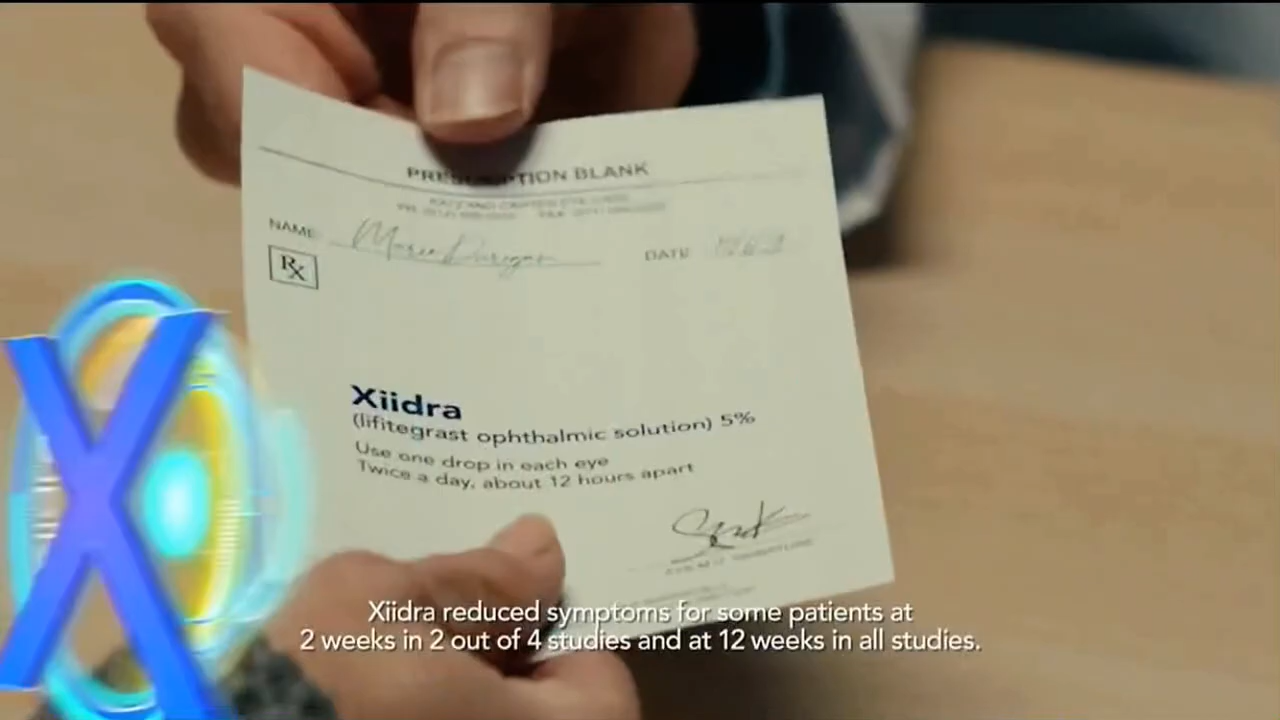 PRESCRIPTION BLANK
NAME: Marie DATE
Rx
Xiidra
(lifitegrast ophthalmic solution) 5%
Use one drop in each eye
Twice a day, about 12 hours apart
X
Xiidra reduced symptoms for some patients at
2 weeks in 2 out of 4 studies and at 12 weeks in all studies.